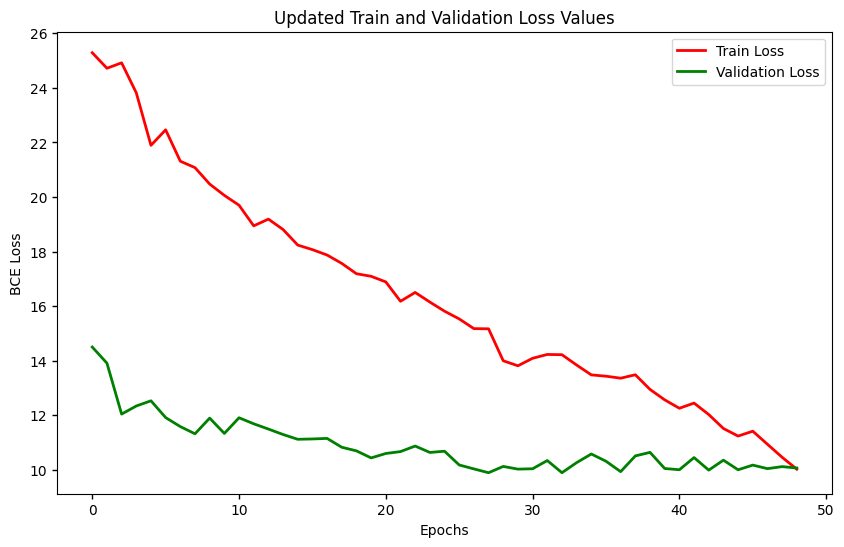 Updated Train and Validation Loss Values
26
24
22
20
18
16
14
12
10
BCE Loss
Train Loss
Validation Loss
0 10 20 30 40 50
Epochs